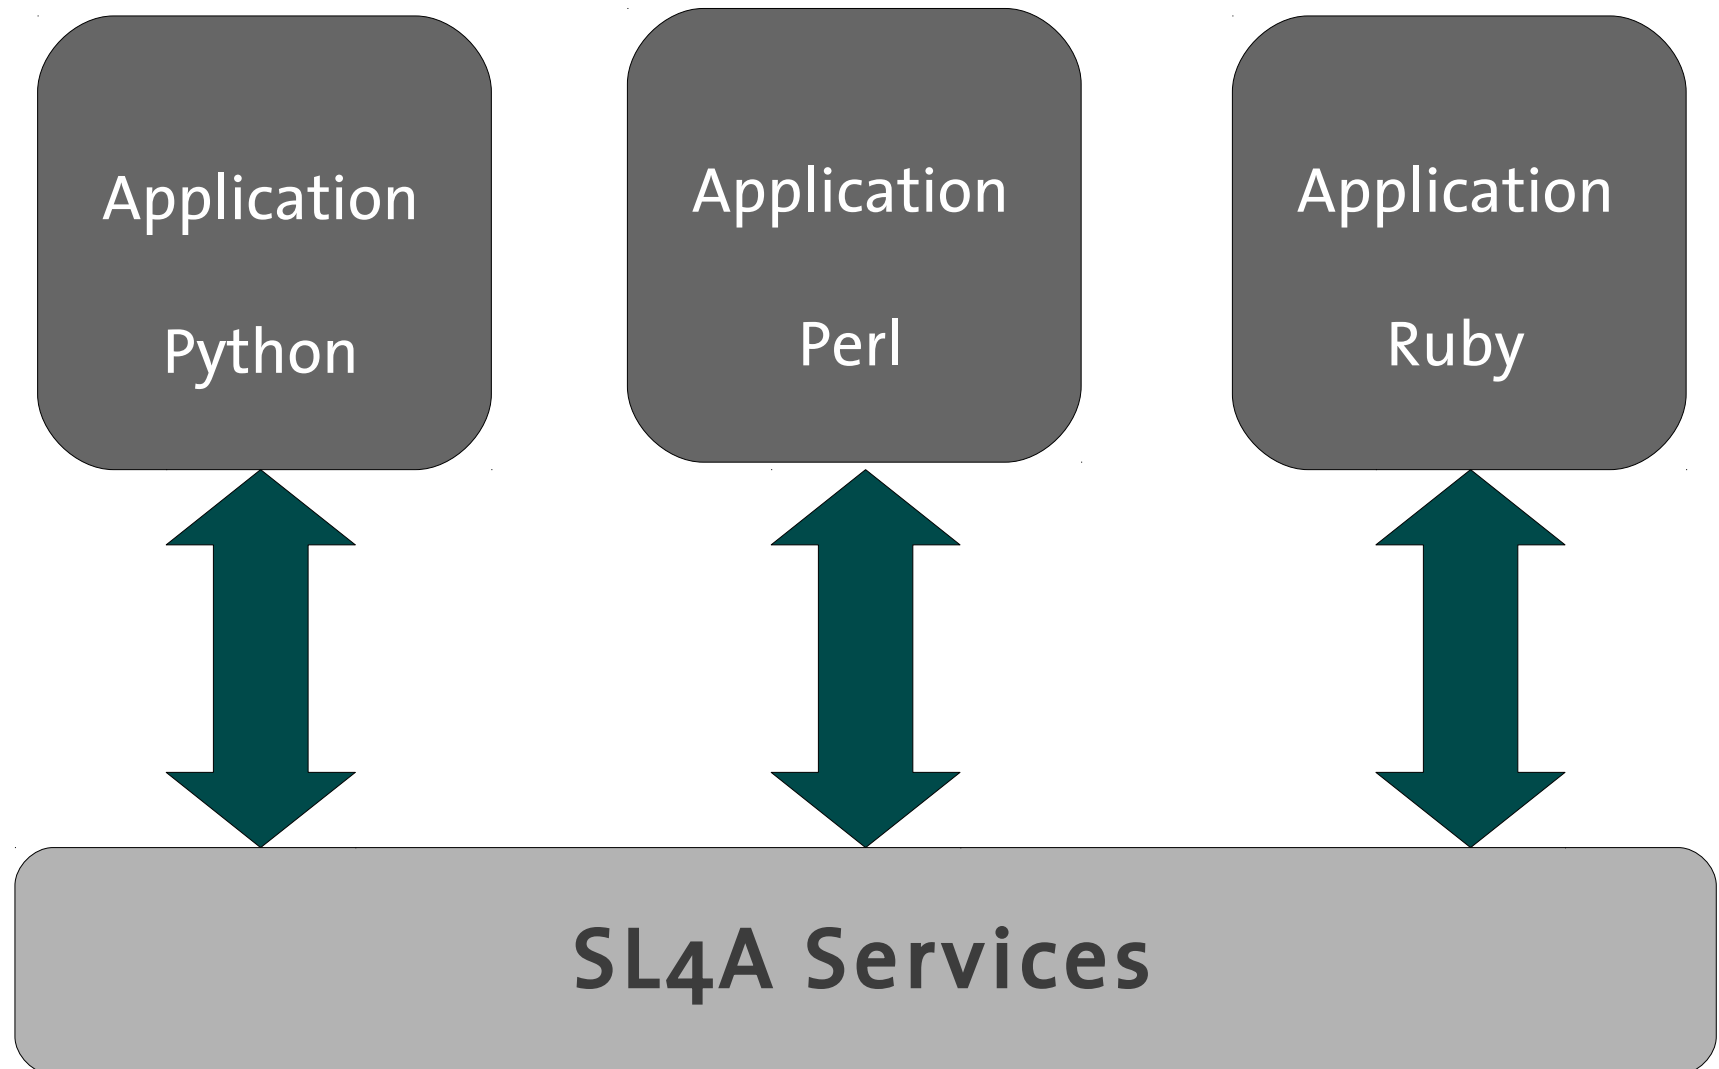 Application
Python
Application
Perl
Application
Ruby
SL4A Services